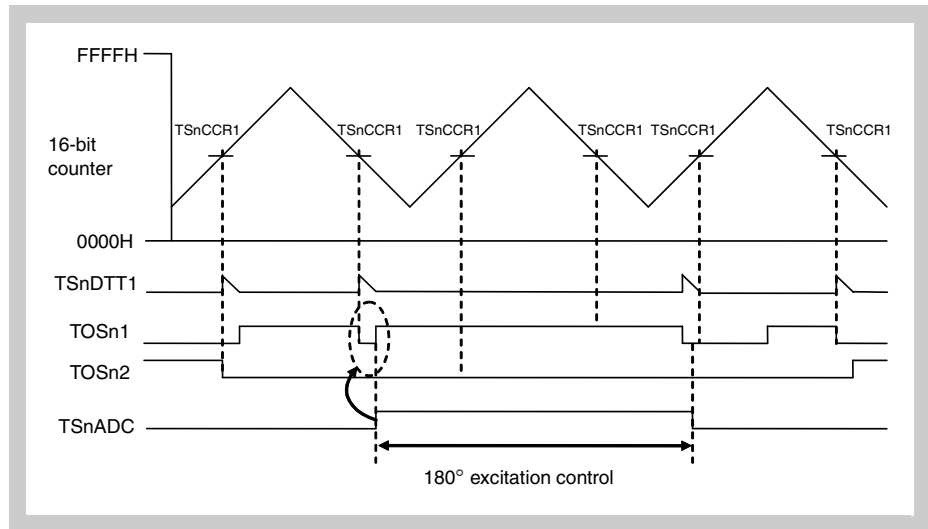 FFFFH
TSnCCR1 TSnCCR1 TSnCCR1 TSnCCR1 TSnCCR1 TSnCCR1
16-bit
counter
0000H
TSnDTT1
TOSn1
TOSn2
TSnADC
180° excitation control